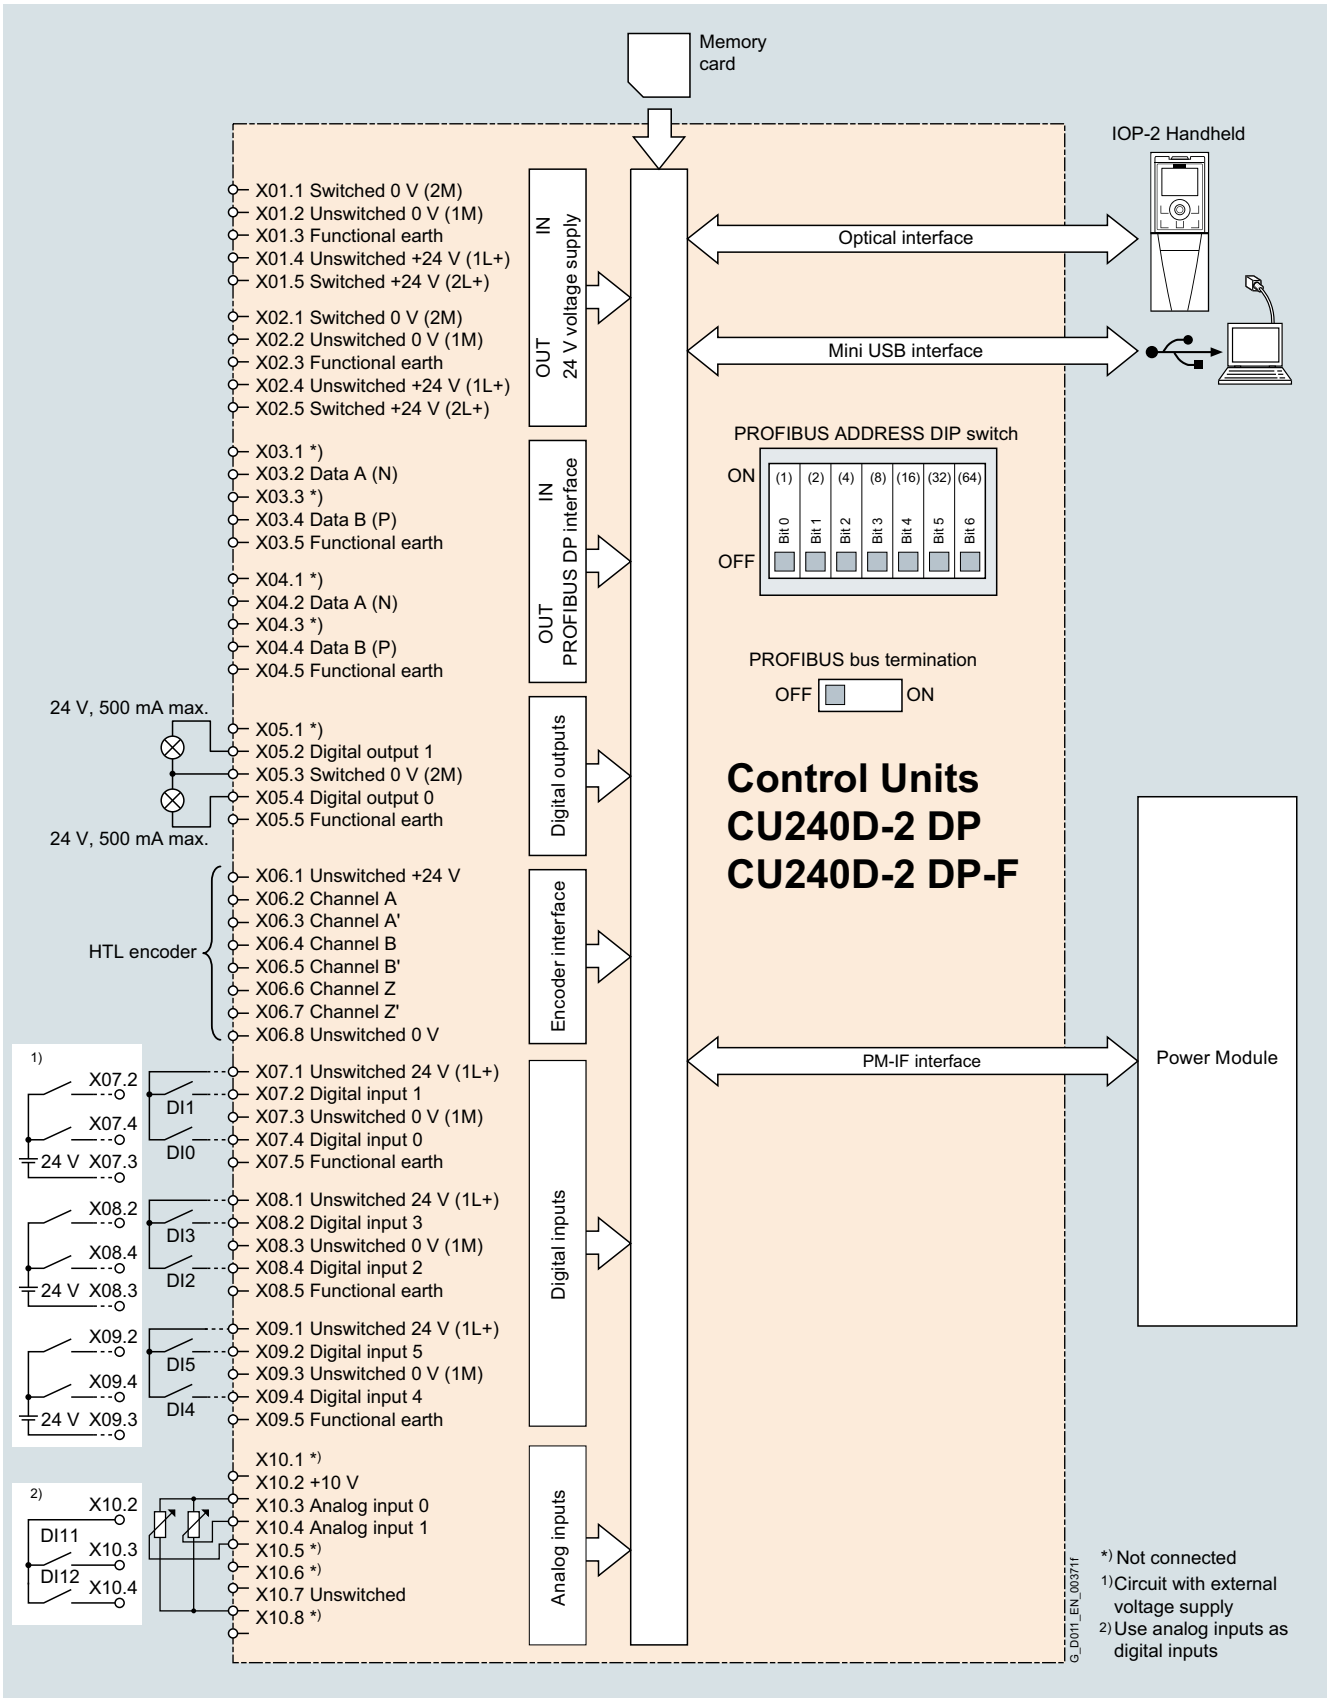 Memory
card
IOP-2 Handheld
X01.1 Switched 0 V (2M)
X01.2 Unswitched 0 V (1M)
X01.3 Functional earth
X01.4 Unswitched +24 V (1L+)
X01.5 Switched +24 V (2L+)
X02.1 Switched 0 V (2M)
X02.2 Unswitched 0 V (1M)
X02.3 Functional earth
X02.4 Unswitched +24 V (1L+)
X02.5 Switched +24 V (2L+)
OUT IN
24 V voltage supply
Optical interface
Mini USB interface
X03.1 *)
X03.2 Data A (N)
X03.3 *)
X03.4 Data B (P)
X03.5 Functional earth
X04.1 *)
X04.2 Data A (N)
X04.3 *)
X04.4 Data B (P)
X04.5 Functional earth
OUT IN
PROFIBUS DP interface
PROFIBUS ADDRESS DIP switch
ON
(1) (2) (4) (8) (16) (32) (64)
Bit 0 Bit 1 Bit 2 Bit 3 Bit 4 Bit 5 Bit 6
OFF
PROFIBUS bus termination
OFF ON
24 V, 500 mA max.
X05.1 *)
X05.2 Digital output 1
X05.3 Switched 0 V (2M)
X05.4 Digital output 0
X05.5 Functional earth
24 V, 500 mA max.
Digital outputs
Control Units
CU240D-2 DP
CU240D-2 DP-F
HTL encoder
X06.1 Unswitched +24 V
X06.2 Channel A
X06.3 Channel A'
X06.4 Channel B
X06.5 Channel B'
X06.6 Channel Z
X06.7 Channel Z'
X06.8 Unswitched 0 V
Encoder interface
PM-IF interface
Power Module
1)
X07.2
X07.4
24 V X07.3
DI1
DI0
X07.1 Unswitched 24 V (1L+)
X07.2 Digital input 1
X07.3 Unswitched 0 V (1M)
X07.4 Digital input 0
X07.5 Functional earth
X08.2
X08.4
24 V X08.3
DI3
DI2
X08.1 Unswitched 24 V (1L+)
X08.2 Digital input 3
X08.3 Unswitched 0 V (1M)
X08.4 Digital input 2
X08.5 Functional earth
X09.2
X09.4
24 V X09.3
DI5
DI4
X09.1 Unswitched 24 V (1L+)
X09.2 Digital input 5
X09.3 Unswitched 0 V (1M)
X09.4 Digital input 4
X09.5 Functional earth
Digital inputs
2)
X10.2
DI11
X10.3
DI12
X10.4
X10.1 *)
X10.2 +10 V
X10.3 Analog input 0
X10.4 Analog input 1
X10.5 *)
X10.6 *)
X10.7 Unswitched
X10.8 *)
Analog inputs
G_D011_EN_00371f
*) Not connected
1) Circuit with external
voltage supply
2) Use analog inputs as
digital inputs